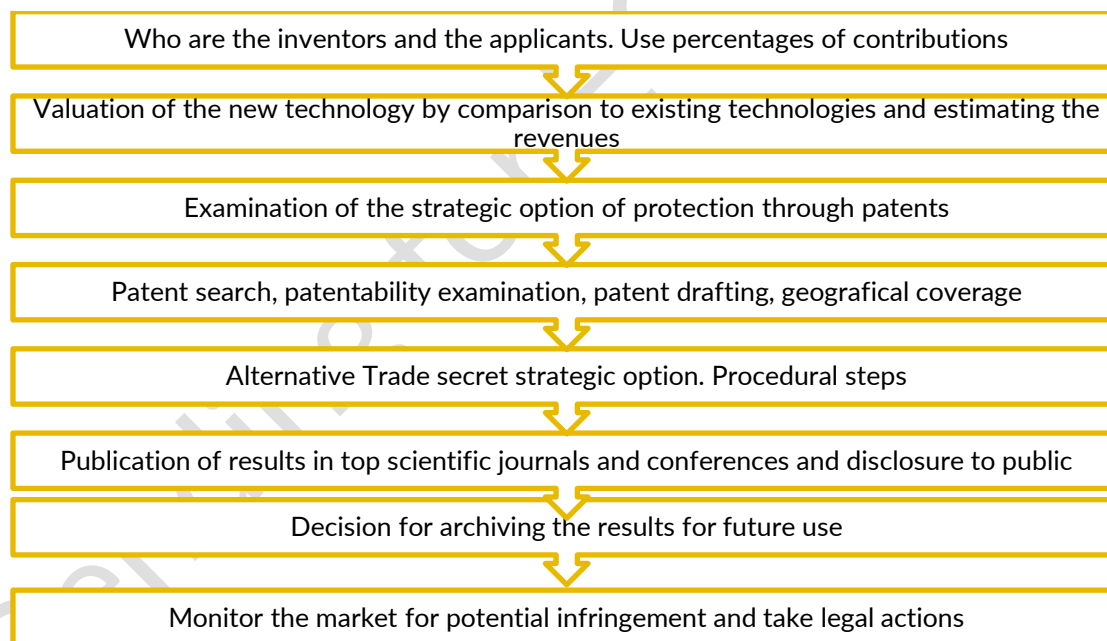 Who are the inventors and the applicants. Use percentages of contributions
Valuation of the new technology by comparison to existing technologies and estimating the
revenues
Examination of the strategic option of protection through patents
Patent search, patentability examination, patent drafting, geografical coverage
Alternative Trade secret strategic option. Procedural steps
Publication of results in top scientific journals and conferences and disclosure to public
Decision for archiving the results for future use
Monitor the market for potential infringement and take legal actions